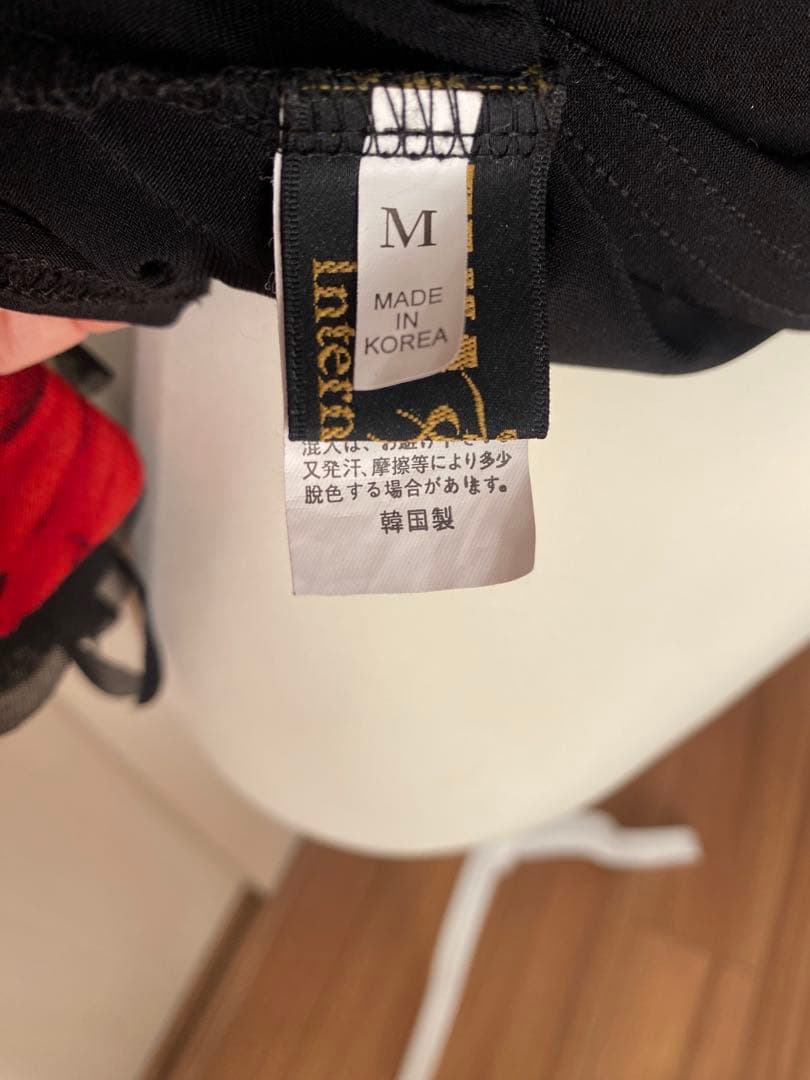 M
MADE
IN
KOREA
Intern
又発汗、摩擦等により多少
脱色する場合があります。
韓国製